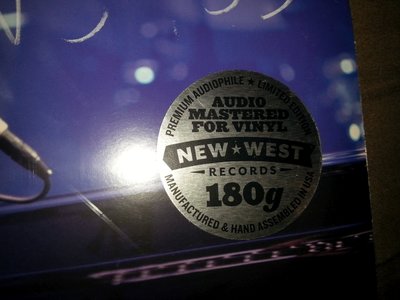 PREMIUM AUDIOPHILE ★ LIMITED EDITION
AUDIO
MASTERED
FOR VINYL
NEW★WEST
RECORDS
180g
MANUFACTURED & HAND ASSEMBLED IN USA